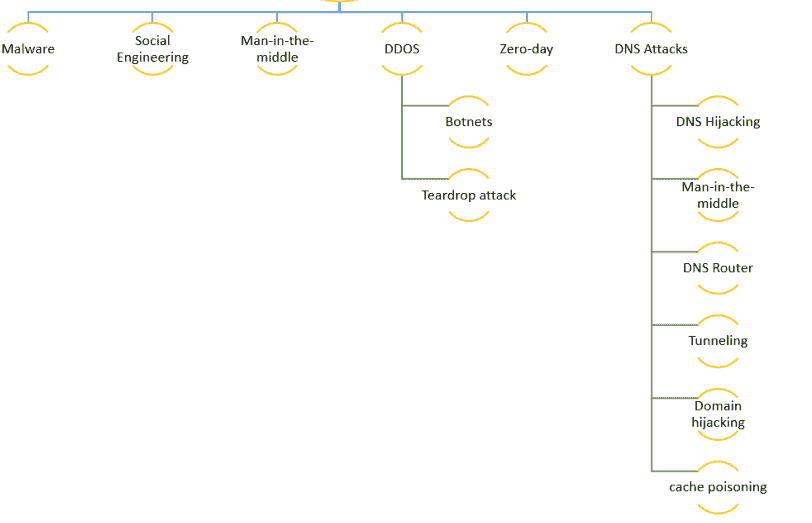 Malware
Social
Engineering
Man-in-the-
middle
DDOS
Zero-day
DNS Attacks
Botnets
Teardrop attack
DNS Hijacking
Man-in-the-
middle
DNS Router
Tunneling
Domain
hijacking
cache poisoning